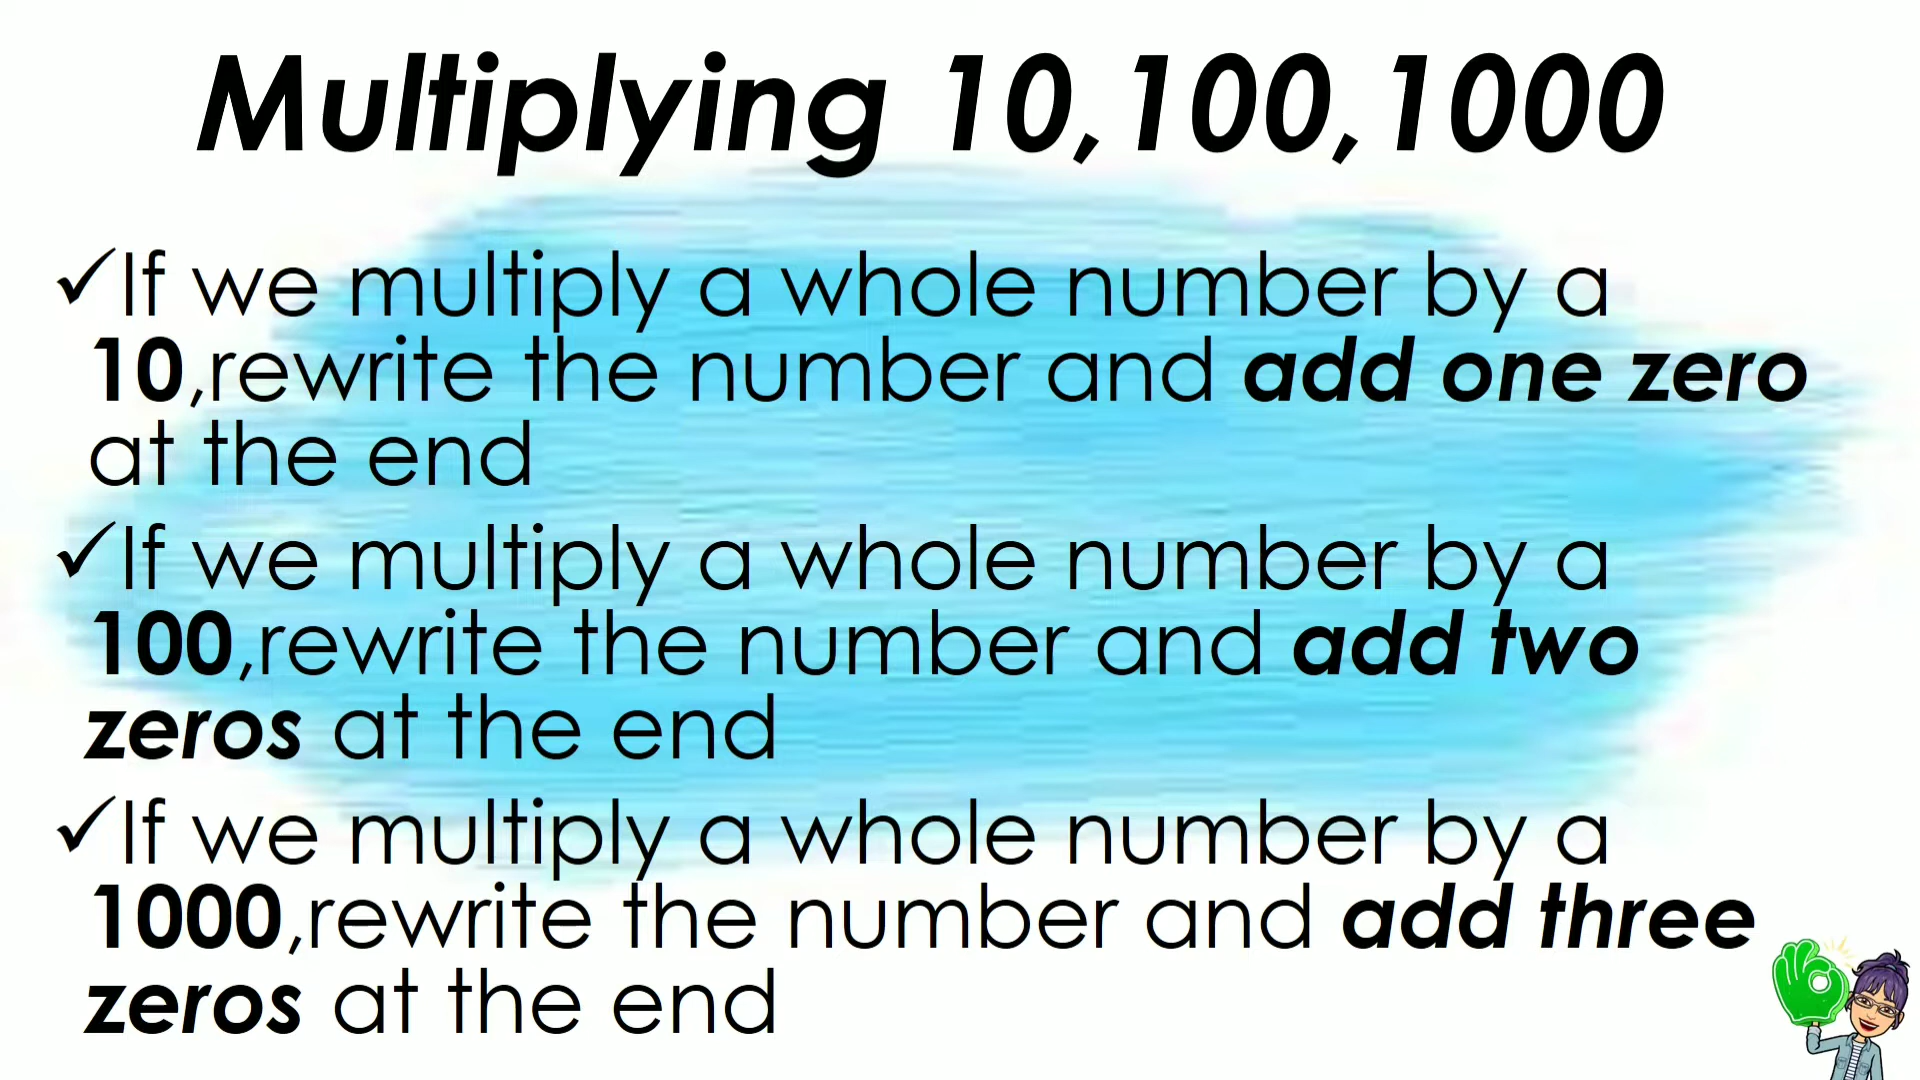 Multiplying 10,100,1000
✓If we multiply a whole number by a
10,rewrite the number and add one zero
at the end
✓If we multiply a whole number by a
100,rewrite the number and add two
zeros at the end
✓If we multiply a whole number by a
1000,rewrite the number and add three
zeros at the end